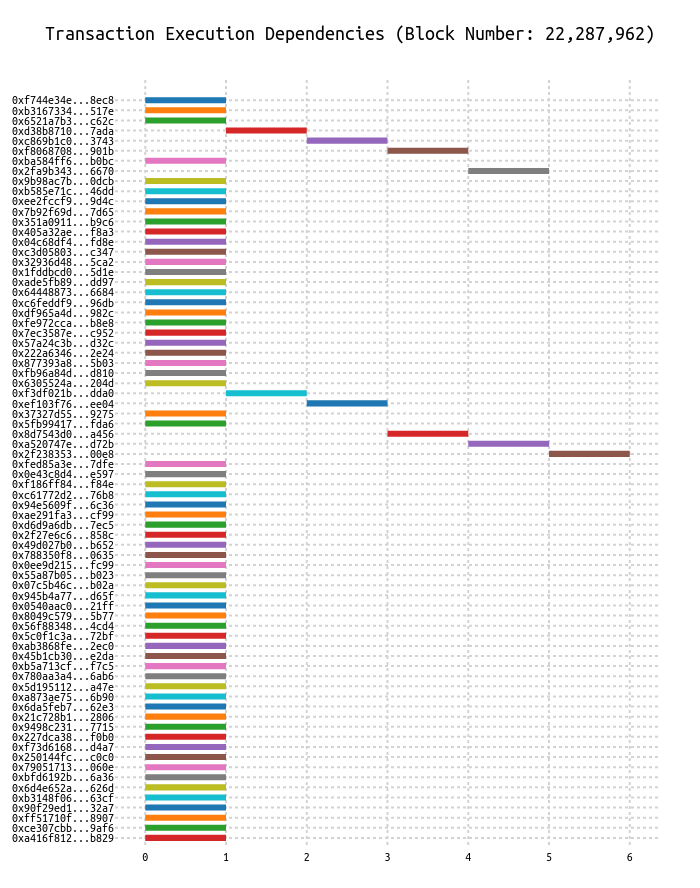 Transaction Execution Dependencies (Block Number: 22,287,962)
0xf744e34e...8ec8
0xb3167334...517e
0x6521a7b3...c62c
0xd38b8710...7ada
0xc869b1c0...3743
0xf8068708...901b
0xba584ff6...b0bc
0x2fa9b343...6670
0x9b98ac7b...0dcb
0xb585e71c...46dd
0xee2fccf9...9d4c
0x7b92f69d...7d65
0x351a0911...b9c6
0x405a32ae...f8a3
0x04c68df4...fd8e
0xc3d05803...c347
0x32936d48...5ca2
0x1fddbcd0...5d1e
0xade5fb89...dd97
0x64448873...6684
0xc6feddf9...96db
0xdf965a4d...982c
0xfe972cca...b8e8
0x7ec3587e...c952
0x57a24c3b...d32c
0x222a6346...2e24
0x877393a8...5b03
0xfb96a84d...d810
0x6305524a...204d
0xf3df021b...dda0
0xef103f76...ee04
0x37327d55...9275
0x5fb99417...fda6
0x8d7543d0...a456
0xa520747e...d72b
0x2f238353...00e8
0xfed85a3e...7dfe
0x0e43c8d4...e597
0xf186ff84...f84e
0xc61772d2...76b8
0x94e5609f...6c36
0xae291fa3...cf99
0xd6d9a6db...7ec5
0x2f27e6c6...858c
0x49d027b0...b652
0x788350f8...0635
0x0ee9d215...fc99
0x55a87b05...b023
0x07c5b46c...b02a
0x945b4a77...d65f
0x0540aac0...21ff
0x8049c579...5b77
0x56f88348...4cd4
0x5c0f1c3a...72bf
0xab3868fe...2ec0
0x45b1cb30...e2da
0xb5a713cf...f7c5
0x780aa3a4...6ab6
0x5d195112...a47e
0xa873ae75...6b90
0x6da5feb7...62e3
0x21c728b1...2806
0x9498c231...7715
0x227dca38...f0b0
0xf73d6168...d4a7
0x250144fc...c0c0
0x79051713...060e
0xbfd6192b...6a36
0x6d4e652a...626d
0xb3148f06...63cf
0x90f29ed1...32a7
0xff51710f...8907
0xce307cbb...9af6
0xa416f812...b829
0 1 2 3 4 5 6